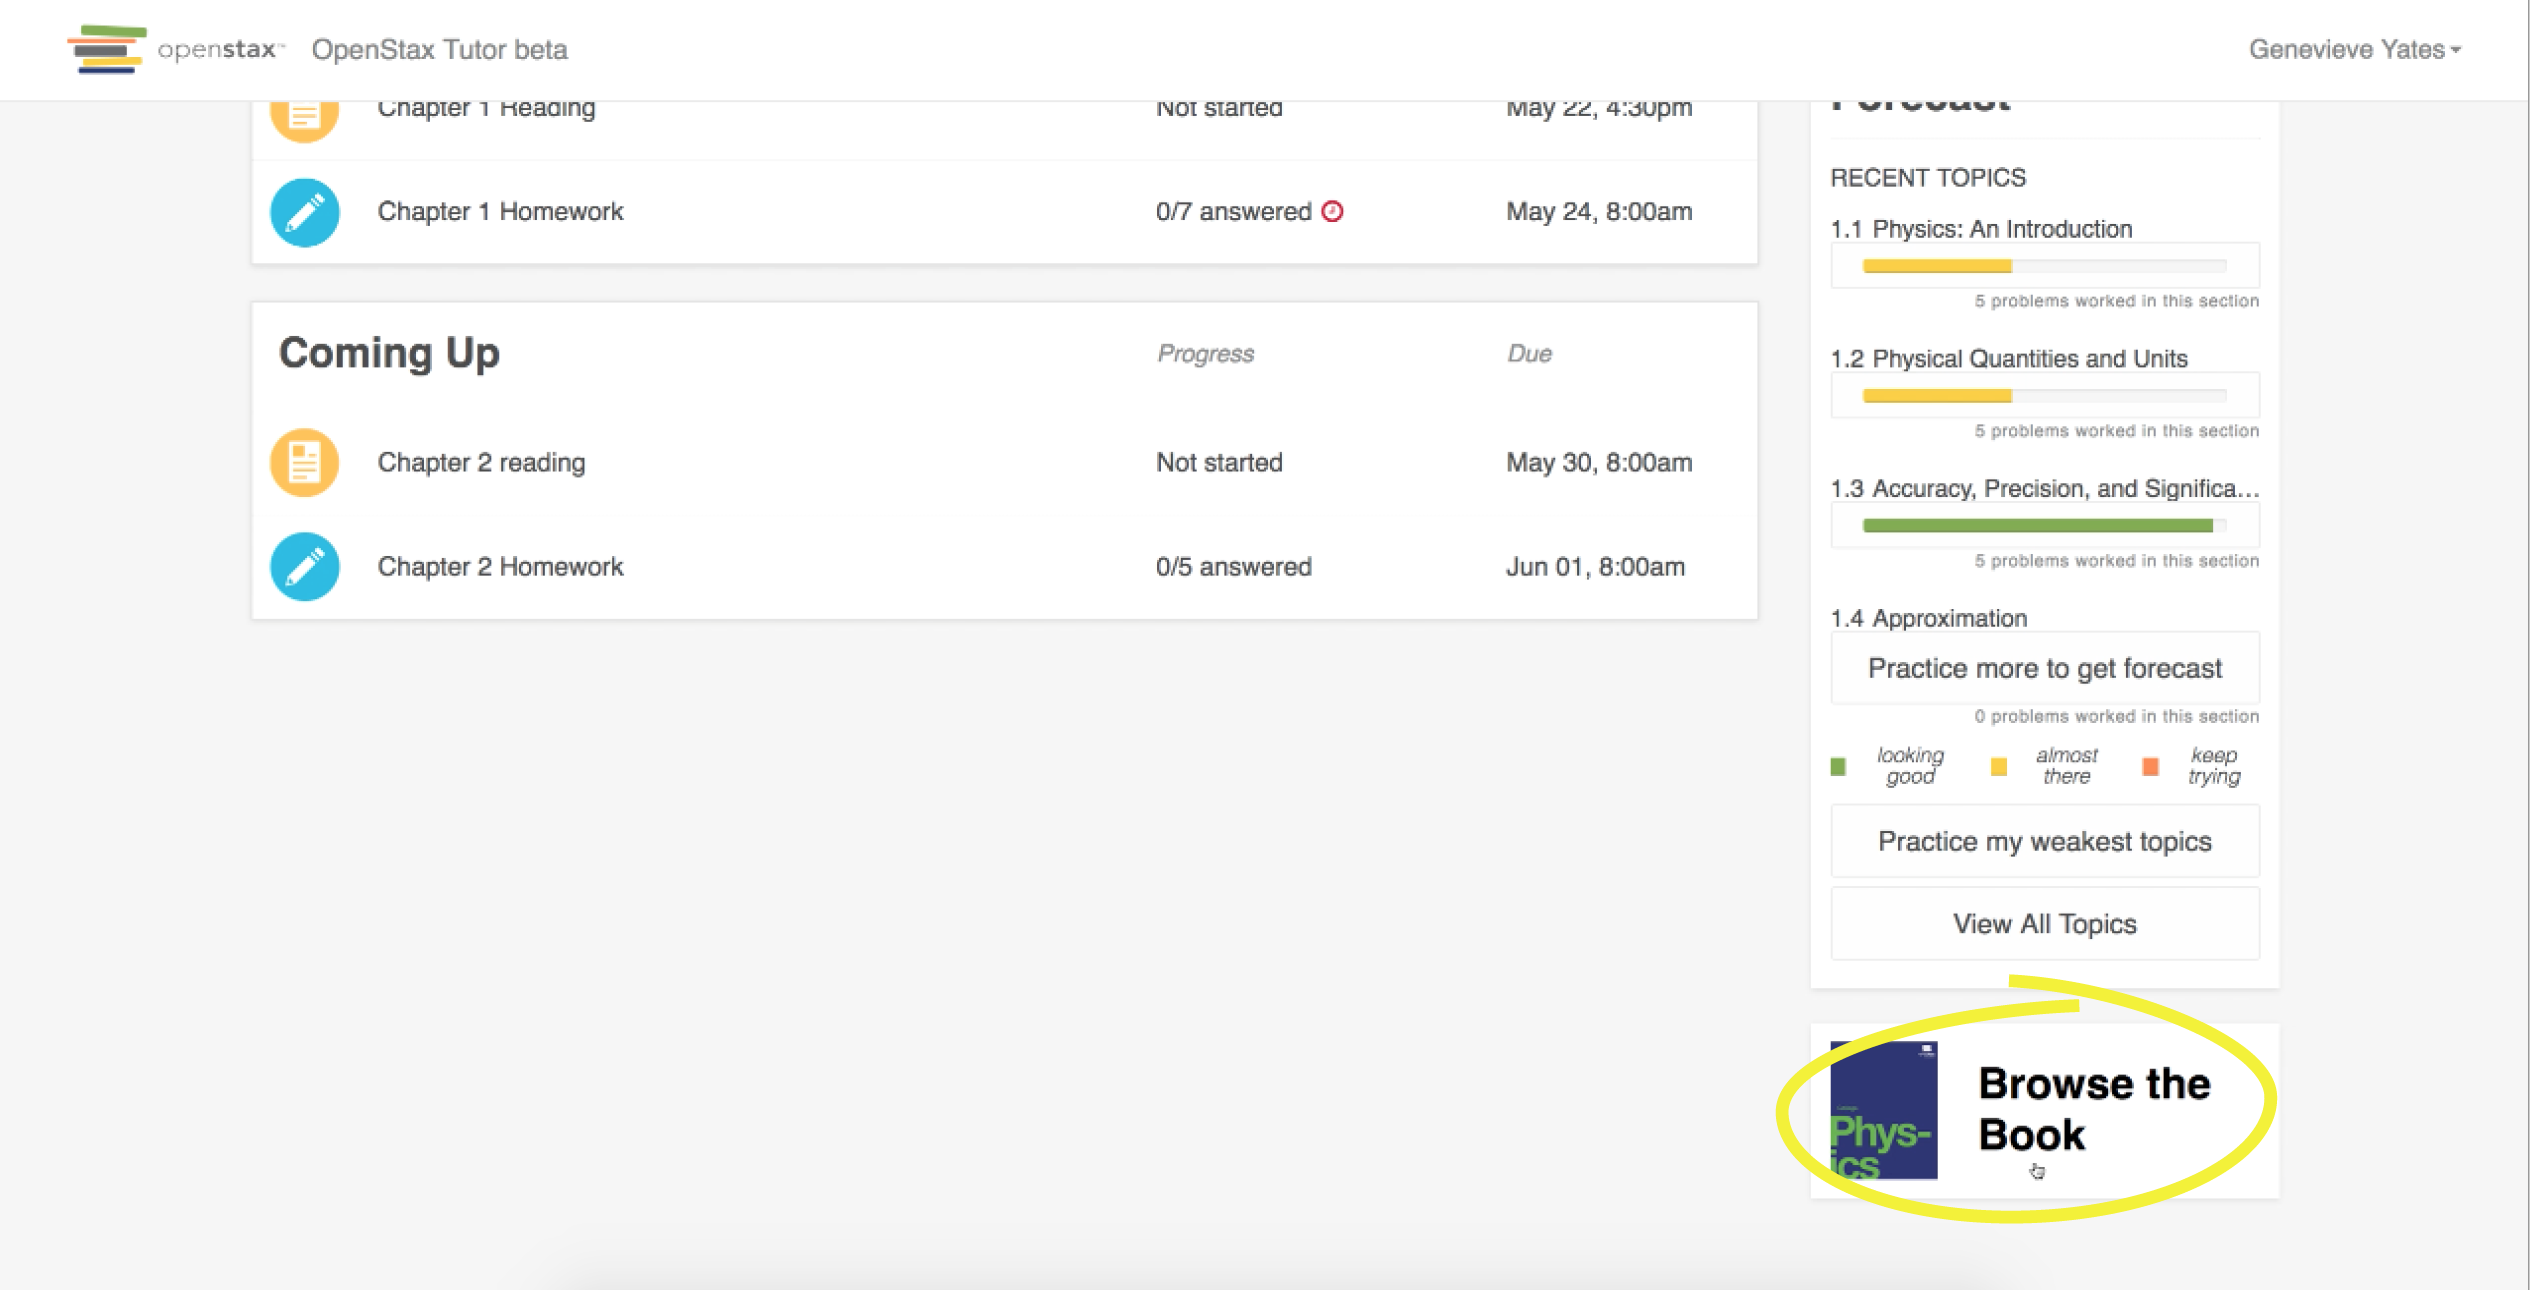 openstax OpenStax Tutor beta Genevieve Yates
Chapter 1 Reading Not started May 22, 4:30pm
Chapter 1 Homework 0/7 answered May 24, 8:00am
Coming Up Progress Due
Chapter 2 reading Not started May 30, 8:00am
Chapter 2 Homework 0/5 answered Jun 01, 8:00am
Forecast
RECENT TOPICS
1.1 Physics: An Introduction
5 problems worked in this section
1.2 Physical Quantities and Units
5 problems worked in this section
1.3 Accuracy, Precision, and Significa...
5 problems worked in this section
1.4 Approximation
Practice more to get forecast
0 problems worked in this section
looking good almost there keep trying
Practice my weakest topics
View All Topics
Phys-
ics
Browse the
Book